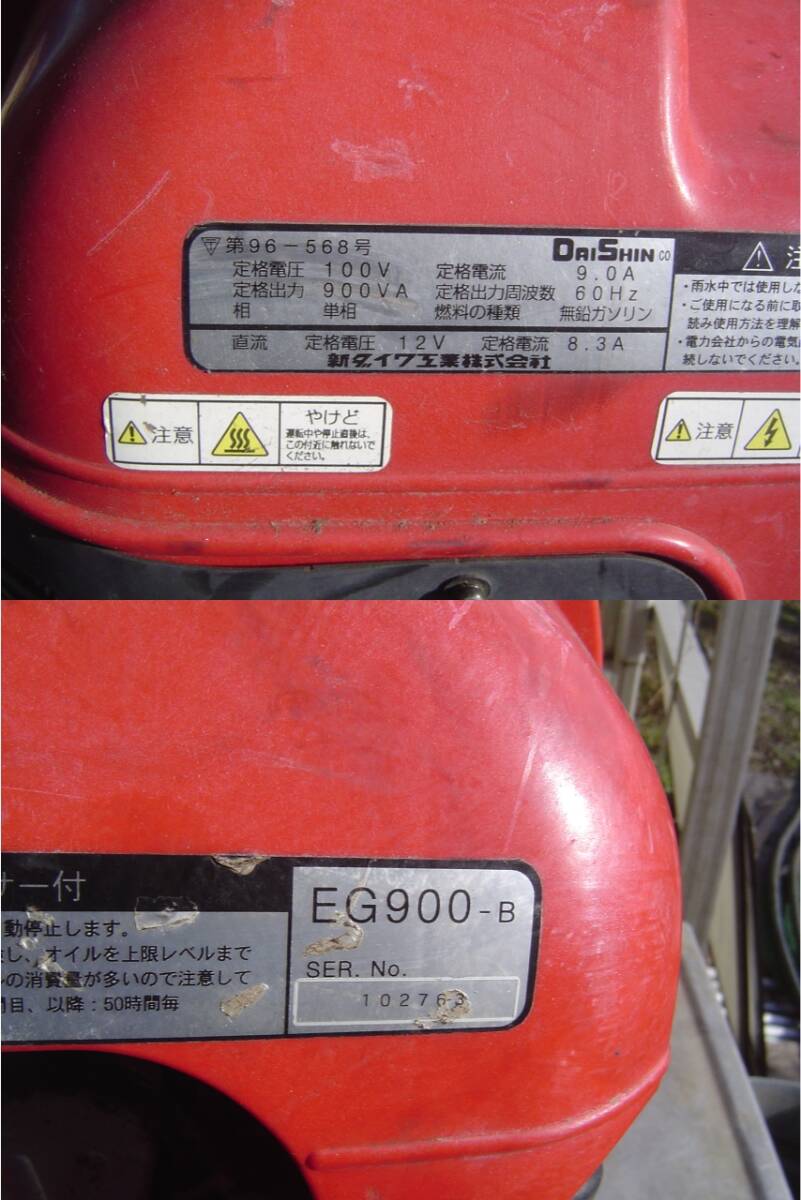 第96-568号
DAISHIN CO
定格電圧 100V 定格電流 9.0A
定格出力 900VA 定格出力周波数 60Hz
相 単相 燃料の種類 無鉛ガソリン
直流 定格電圧 12V 定格電流 8.3A
新ダイワ工業株式会社
・雨水中では使用しな
・ご使用になる前に取
読み使用方法を理解
・電力会社からの電気
続しないでください。
注意
やけど
運転中や停止直後は、
この付近に触れないで
ください。
注意
サー付
動停止します。
し、オイルを上限レベルまで
の消費量が多いので注意して
間目、以降：50時間毎
EG900-B
SER. No.
102763